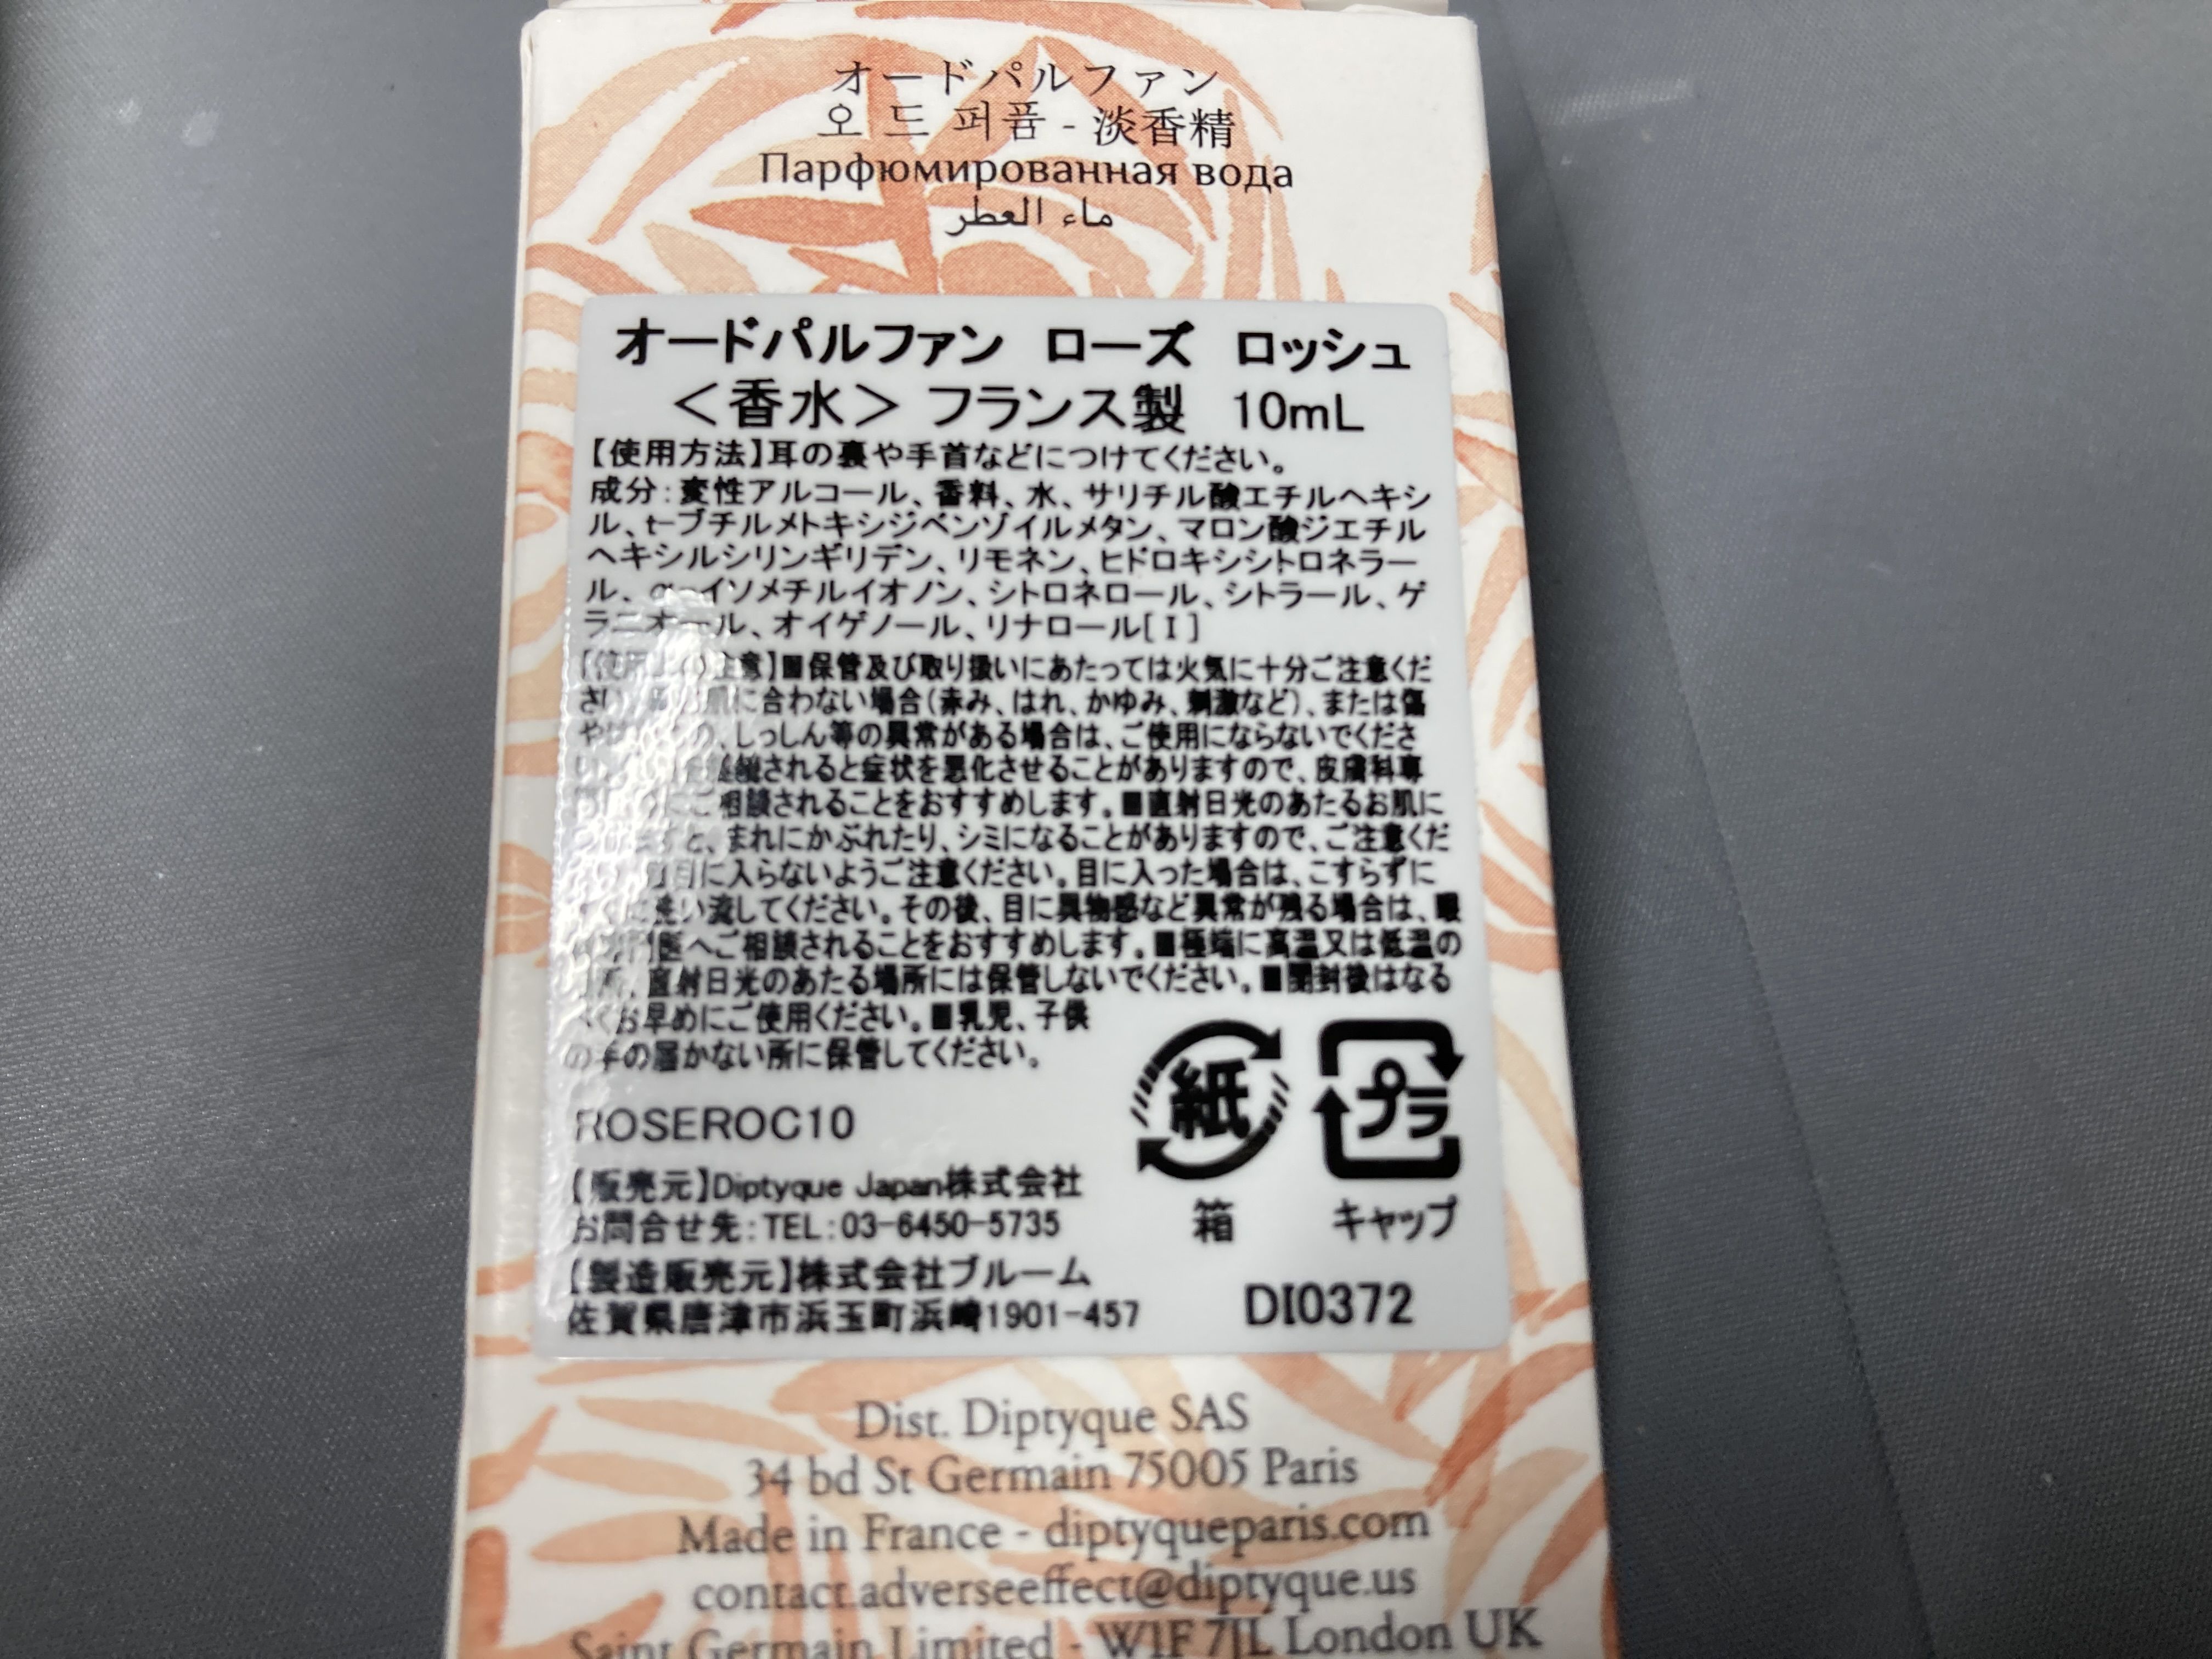 オードパルファン
오 드 퍼퓸 - 淡香精
Парфюмированная вода
ماء العطر
オードパルファン ローズ ロッシュ
＜香水＞ フランス製 10mL
【使用方法】耳の裏や手首などにつけてください。
成分：変性アルコール、香料、水、サリチル酸エチルヘキシ
ル、t-ブチルメトキシジベンゾイルメタン、マロン酸ジエチル
ヘキシルシリンギリデン、リモネン、ヒドロキシシトロネラー
ル、α-イソメチルイオノン、シトロネロール、シトラール、ゲ
ラニオール、オイゲノール、リナロール[Ｉ]
【使用上の注意】■保管及び取り扱いにあたっては火気に十分ご注意くだ
さい。お肌に合わない場合（赤み、はれ、かゆみ、刺激など）、または傷
の、しっしん等の異常がある場合は、ご使用にならないでくださ
されると症状を悪化させることがありますので、皮膚科専
にご相談されることをおすすめします。■直射日光のあたるお肌に
すと、まれにかぶれたり、シミになることがありますので、ご注意くだ
目に入らないようご注意ください。目に入った場合は、こすらずに
洗い流してください。その後、目に異物感など異常が残る場合は、眼
専門医へご相談されることをおすすめします。■極端に高温又は低温の
場所、直射日光のあたる場所には保管しないでください。■開封後はなる
べくお早めにご使用ください。■乳児、子供
の手の届かない所に保管してください。
紙
プラ
ROSEROC10
【販売元】Diptyque Japan株式会社
お問合せ先：TEL：03-6450-5735
箱 キャップ
【製造販売元】株式会社ブルーム
佐賀県唐津市浜玉町浜崎1901-457
DI0372
Dist. Diptyque SAS
34 bd St Germain 75005 Paris
Made in France - diptyqueparis.com
contact.adverseeffect@diptyque.us
Saint Germain Limited - W1F 7JL London UK